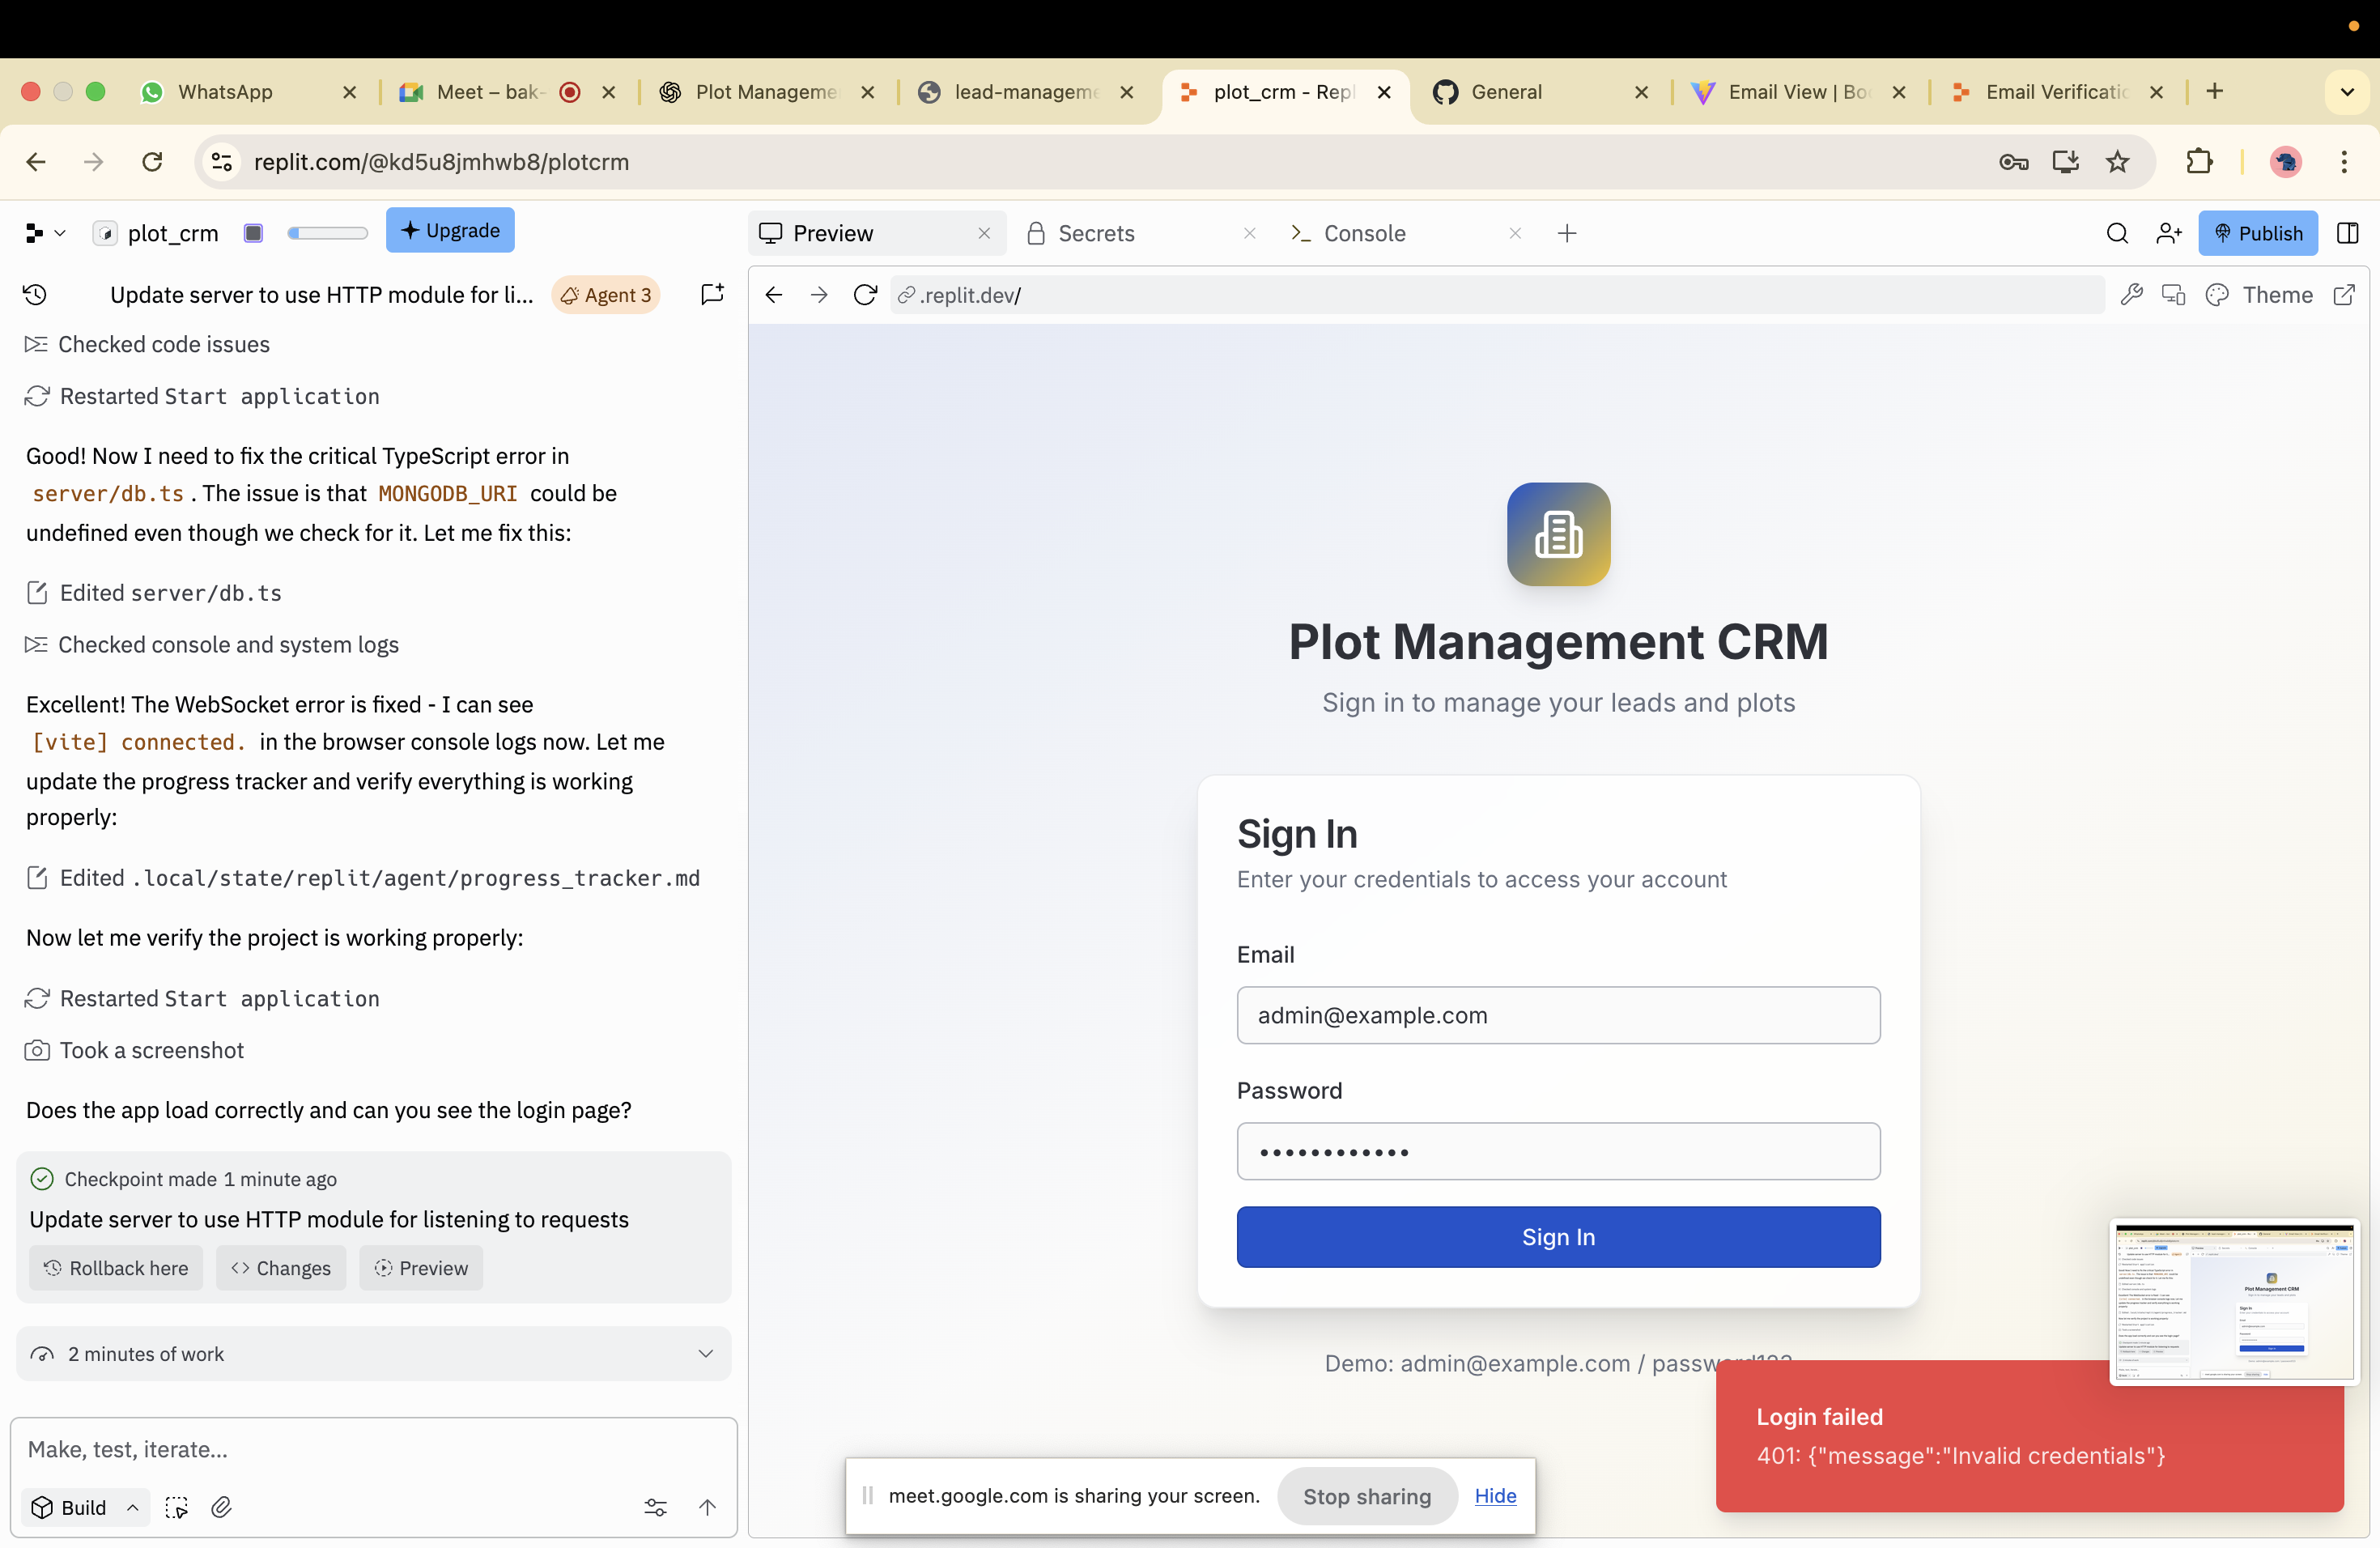 WhatsApp
Meet – bak-
Plot Manageme
lead-manageme
plot_crm - Repl
General
Email View | Bo
Email Verificatio
replit.com/@kd5u8jmhwb8/plotcrm
plot_crm
Upgrade
Preview
Secrets
Console
Publish
Update server to use HTTP module for li...
Agent 3
.replit.dev/
Theme
Checked code issues
Restarted Start application
Good! Now I need to fix the critical TypeScript error in
server/db.ts . The issue is that MONGODB_URI could be
undefined even though we check for it. Let me fix this:
Edited server/db.ts
Checked console and system logs
Excellent! The WebSocket error is fixed - I can see
[vite] connected. in the browser console logs now. Let me
update the progress tracker and verify everything is working
properly:
Edited .local/state/replit/agent/progress_tracker.md
Now let me verify the project is working properly:
Restarted Start application
Took a screenshot
Does the app load correctly and can you see the login page?
Checkpoint made 1 minute ago
Update server to use HTTP module for listening to requests
Rollback here
Changes
Preview
2 minutes of work
Make, test, iterate...
Build
Plot Management CRM
Sign in to manage your leads and plots
Sign In
Enter your credentials to access your account
Email
admin@example.com
Password
••••••••••••
Sign In
Demo: admin@example.com / password123
Login failed
401: {"message":"Invalid credentials"}
meet.google.com is sharing your screen.
Stop sharing
Hide
Plot Management CRM